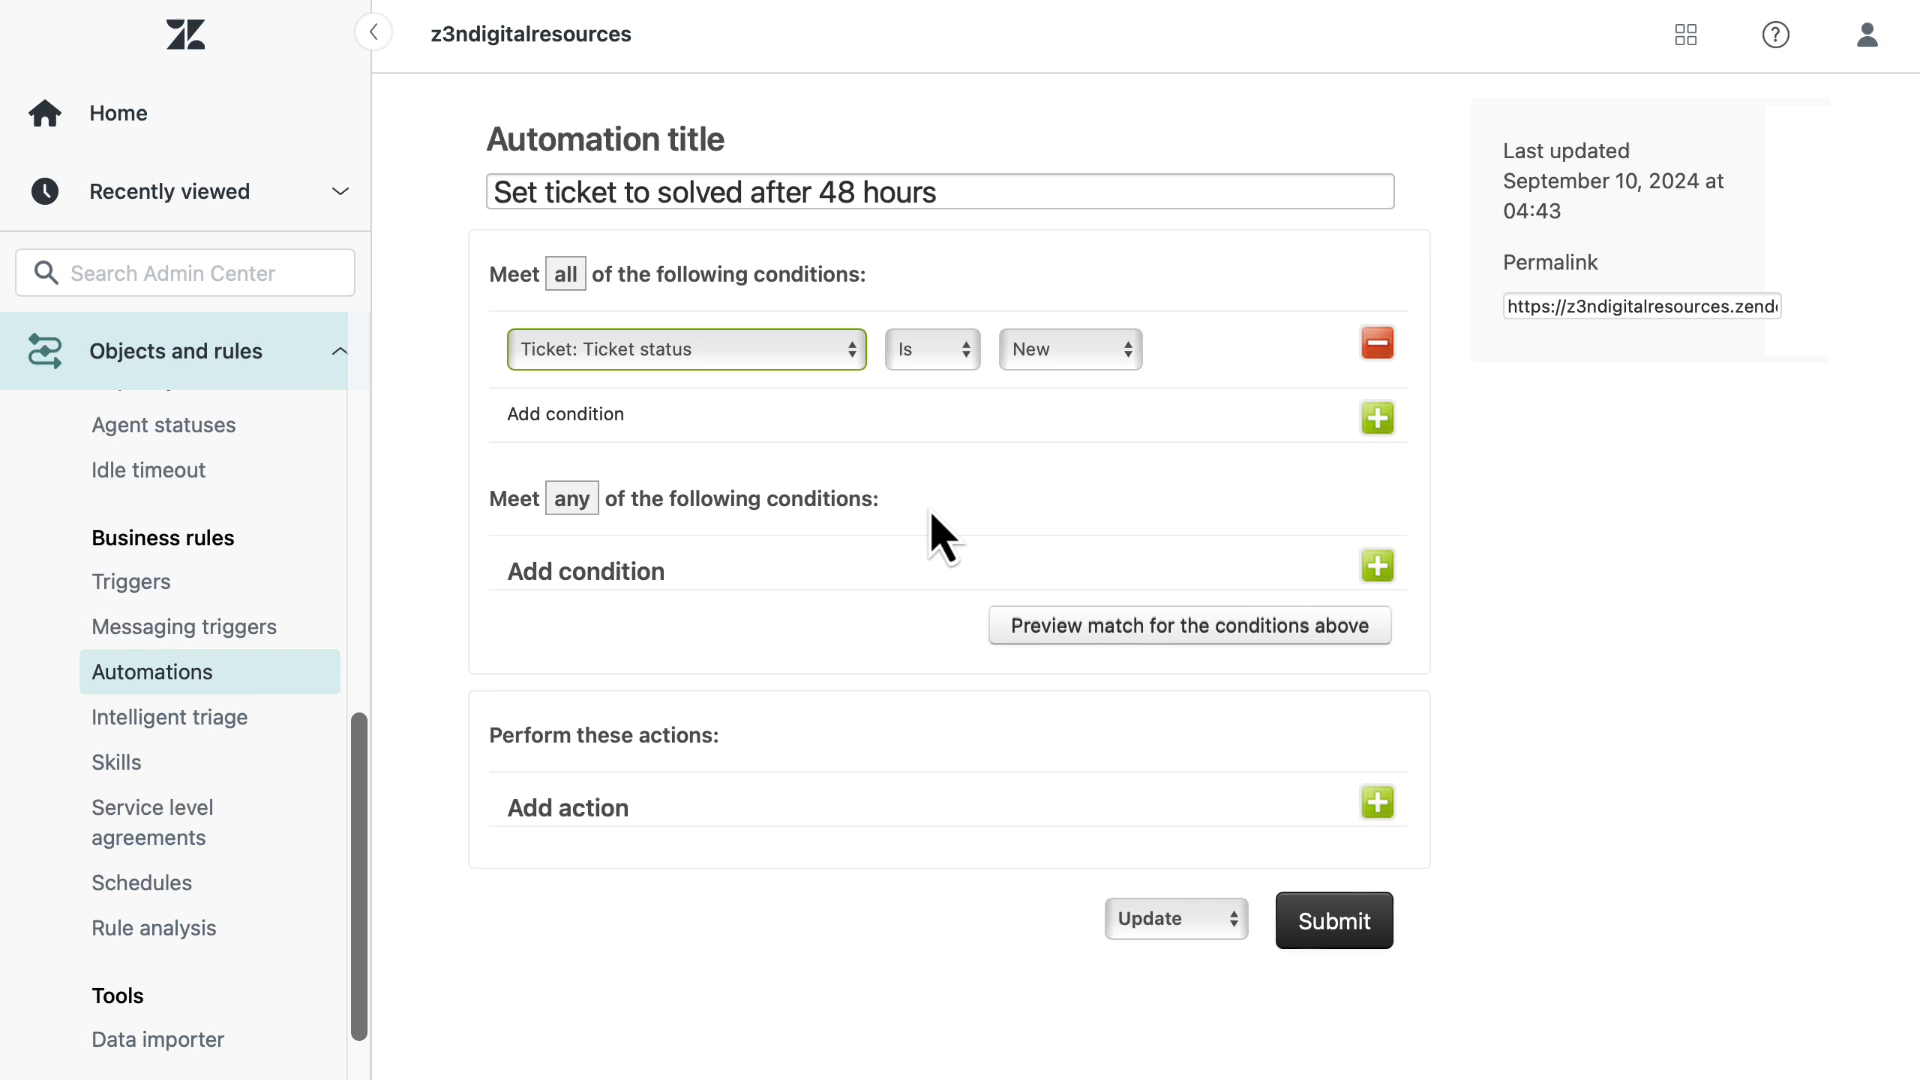 z3ndigitalresources
Home
Recently viewed
Search Admin Center
Objects and rules
Agent statuses
Idle timeout
Business rules
Triggers
Messaging triggers
Automations
Intelligent triage
Skills
Service level
agreements
Schedules
Rule analysis
Tools
Data importer
Automation title
Set ticket to solved after 48 hours
Meet all of the following conditions:
Ticket: Ticket status Is New
Add condition
Meet any of the following conditions:
Add condition
Preview match for the conditions above
Perform these actions:
Add action
Update Submit
Last updated
September 10, 2024 at
04:43
Permalink
https://z3ndigitalresources.zend